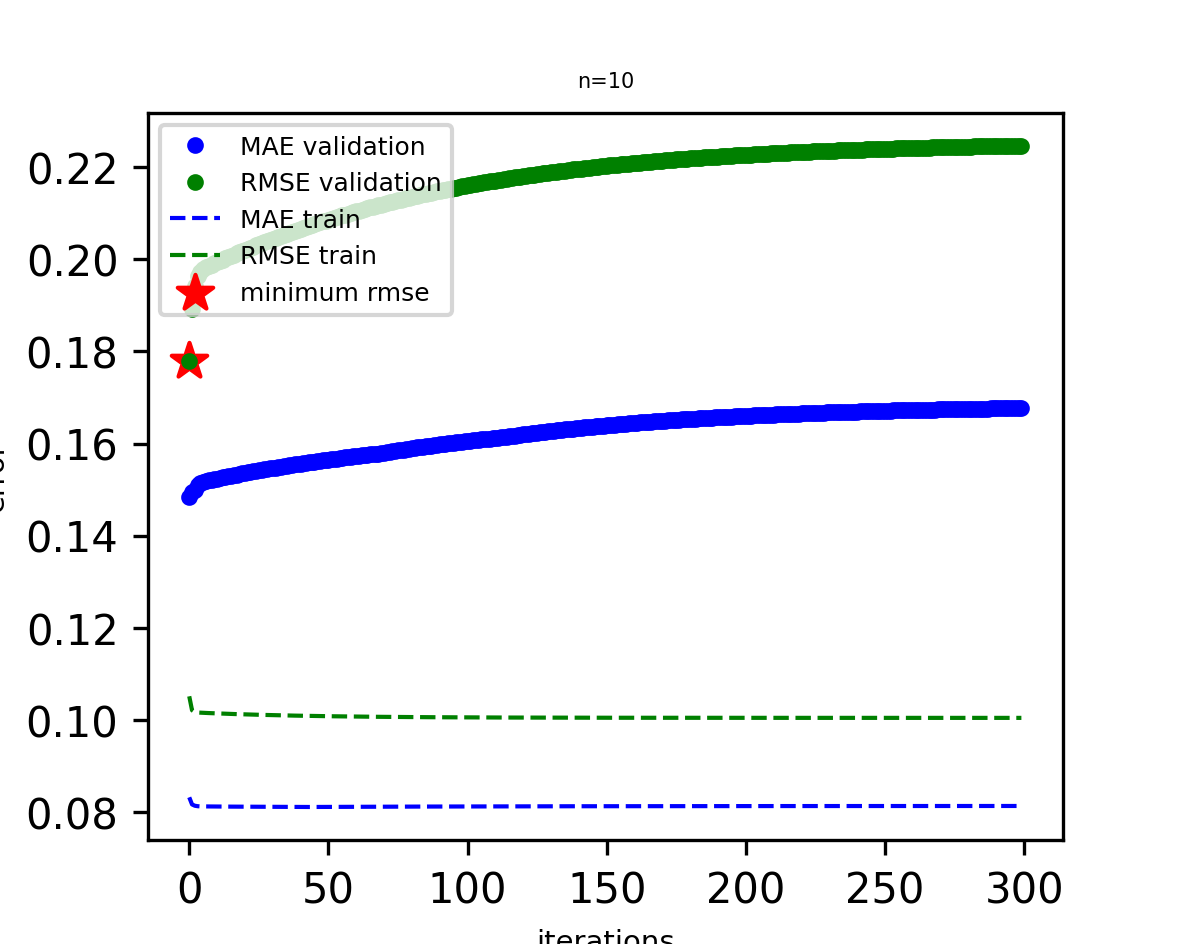 n=10
MAE validation
RMSE validation
MAE train
RMSE train
minimum rmse
0.22
0.20
0.18
0.16
0.14
0.12
0.10
0.08
0 50 100 150 200 250 300
iterations